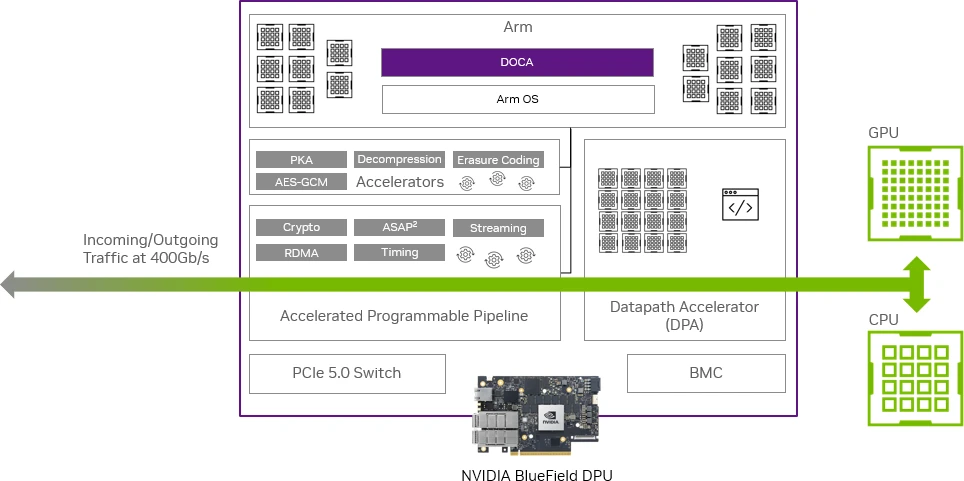 Arm
DOCA
Arm OS
PKA
Decompression
Erasure Coding
AES-GCM
Accelerators
Crypto
ASAP²
Streaming
RDMA
Timing
Accelerated Programmable Pipeline
</>
Datapath Accelerator
(DPA)
Incoming/Outgoing
Traffic at 400Gb/s
GPU
CPU
PCIe 5.0 Switch
BMC
NVIDIA
NVIDIA BlueField DPU